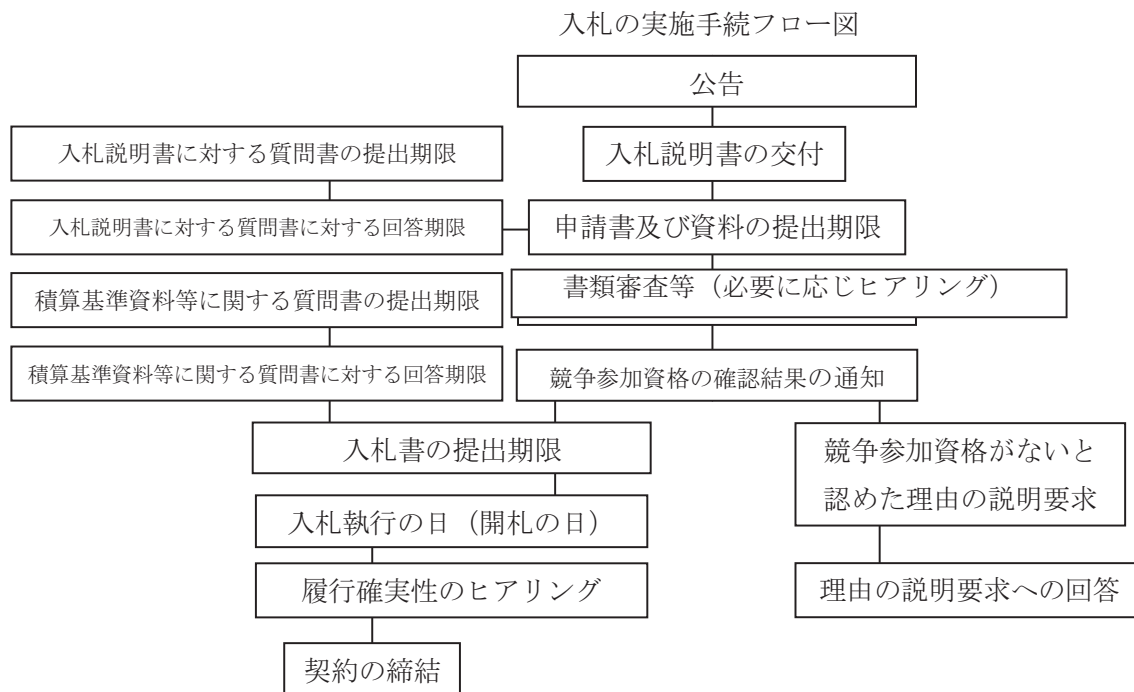 入札の実施手続フロー図
公告
入札説明書に対する質問書の提出期限
入札説明書の交付
入札説明書に対する質問書に対する回答期限
申請書及び資料の提出期限
積算基準資料等に関する質問書の提出期限
書類審査等（必要に応じヒアリング）
積算基準資料等に関する質問書に対する回答期限
競争参加資格の確認結果の通知
入札書の提出期限
競争参加資格がないと
認めた理由の説明要求
入札執行の日（開札の日）
履行確実性のヒアリング
理由の説明要求への回答
契約の締結